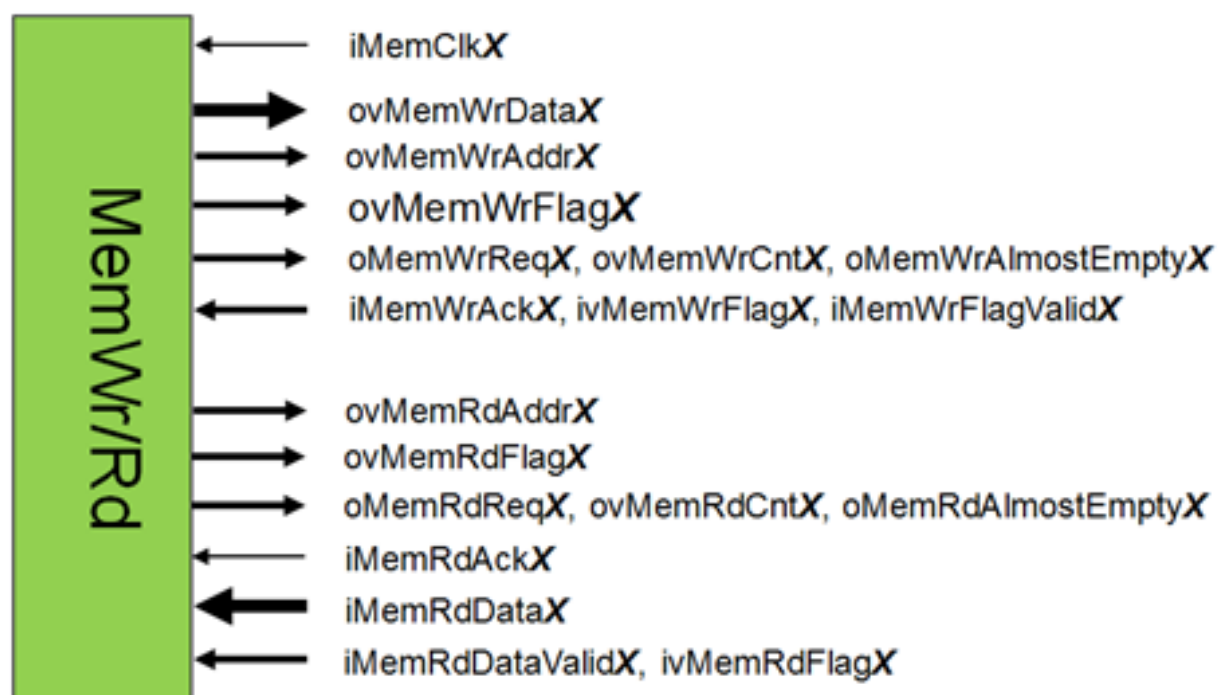 MemWr/Rd
iMemClkX
ovMemWrDataX
ovMemWrAddrX
ovMemWrFlagX
oMemWrReqX, ovMemWrCntX, oMemWrAlmostEmptyX
iMemWrAckX, ivMemWrFlagX, iMemWrFlagValidX
ovMemRdAddrX
ovMemRdFlagX
oMemRdReqX, ovMemRdCntX, oMemRdAlmostEmptyX
iMemRdAckX
iMemRdDataX
iMemRdDataValidX, ivMemRdFlagX